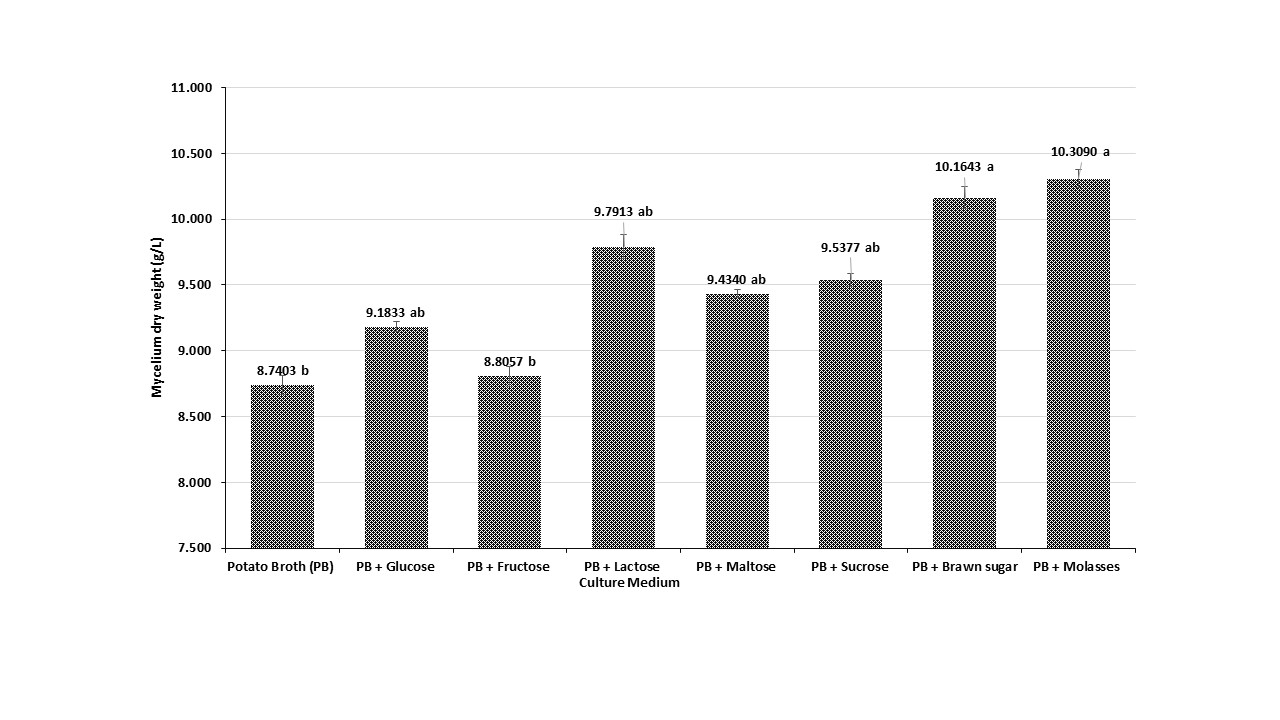 11.000
10.500
10.000
9.500
9.000
8.500
8.000
7.500
Mycelium dry weight (g/L)
8.7403 b
9.1833 ab
8.8057 b
9.7913 ab
9.4340 ab
9.5377 ab
10.1643 a
10.3090 a
Potato Broth (PB)
PB + Glucose
PB + Fructose
PB + Lactose
PB + Maltose
PB + Sucrose
PB + Brawn sugar
PB + Molasses
Culture Medium